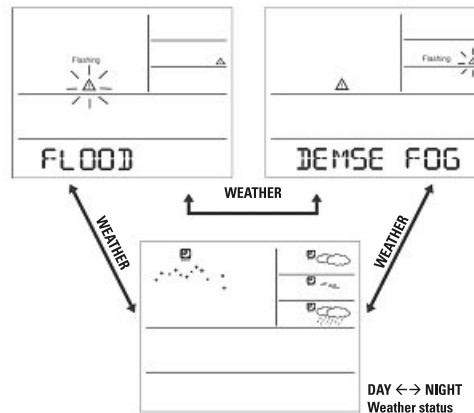 Flashing
FLOOD
Flashing
DEMSE FOG
WEATHER
WEATHER
WEATHER
DAY ←→ NIGHT
Weather status